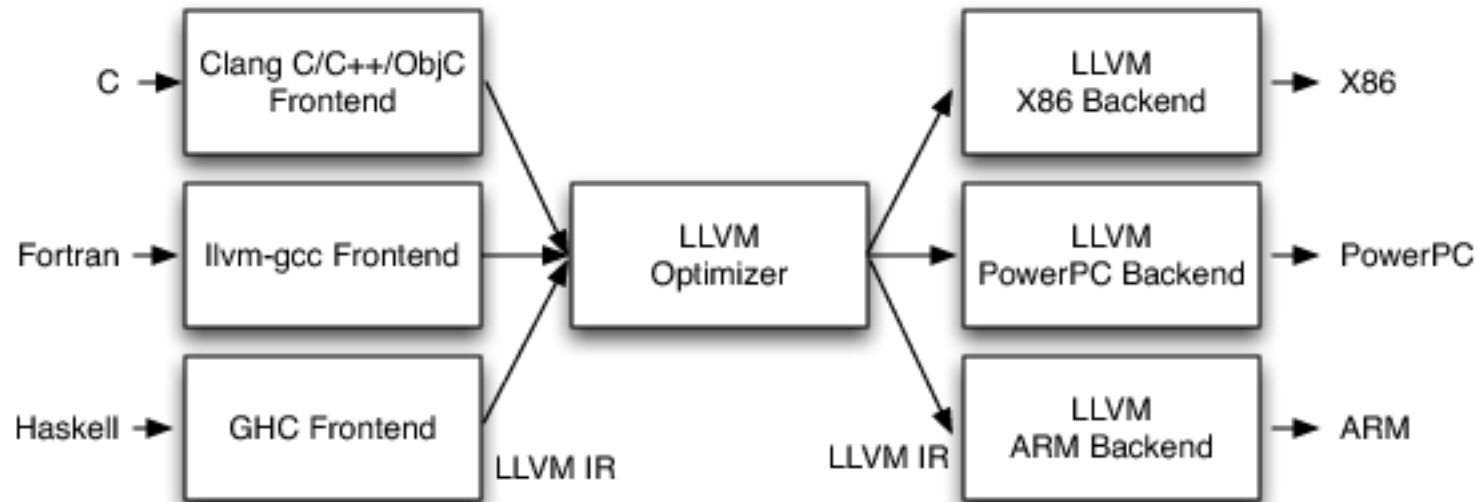 C
Clang C/C++/ObjC
Frontend
LLVM
X86 Backend
X86
Fortran
llvm-gcc Frontend
LLVM
Optimizer
LLVM
PowerPC Backend
PowerPC
Haskell
GHC Frontend
LLVM IR
LLVM IR
LLVM
ARM Backend
ARM